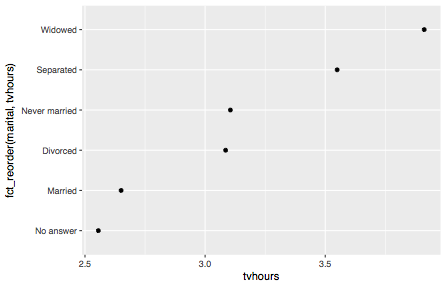 fct_reorder(marital, tvhours)
Widowed
Separated
Never married
Divorced
Married
No answer
2.5
3.0
3.5
tvhours